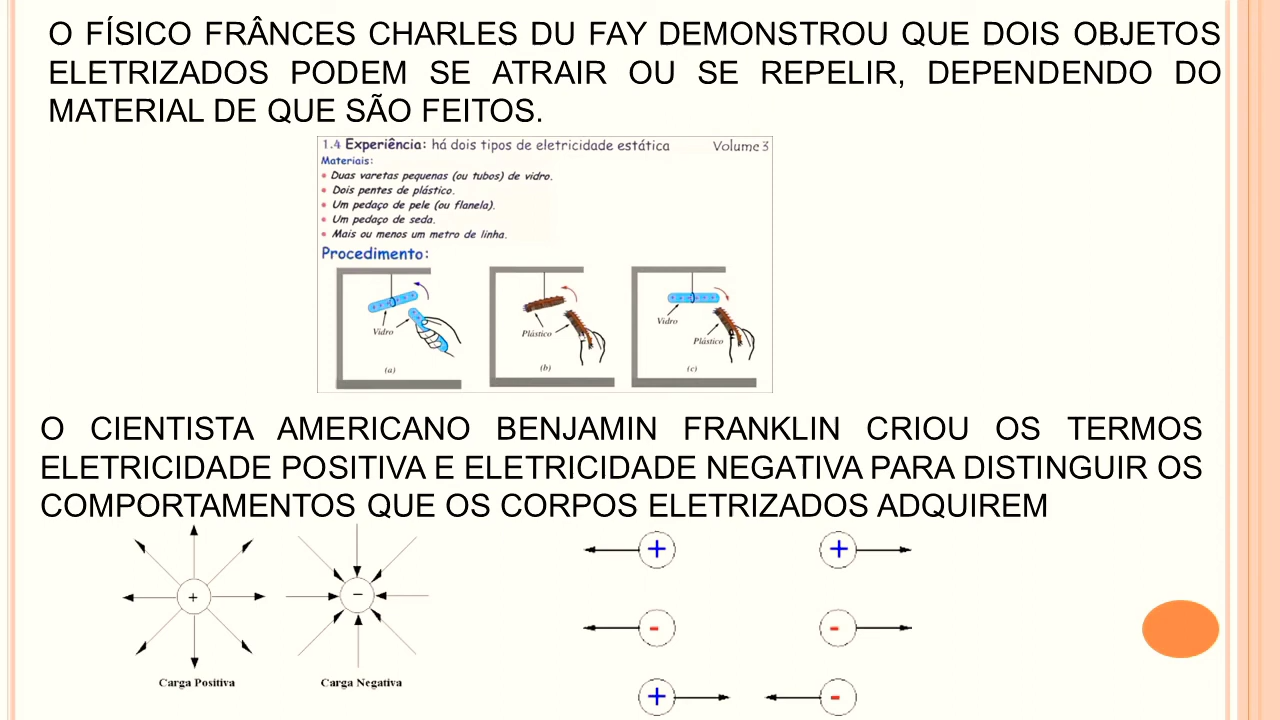 O FÍSICO FRÂNCES CHARLES DU FAY DEMONSTROU QUE DOIS OBJETOS
ELETRIZADOS PODEM SE ATRAIR OU SE REPELIR, DEPENDENDO DO
MATERIAL DE QUE SÃO FEITOS.
1.4 Experiência: há dois tipos de eletricidade estática Volume 3
Materiais:
• Duas varetas pequenas (ou tubos) de vidro.
• Dois pentes de plástico.
• Um pedaço de pele (ou flanela).
• Um pedaço de seda.
• Mais ou menos um metro de linha.
Procedimento:
Vidro
(a)
Plástico
(b)
Vidro
Plástico
(c)
O CIENTISTA AMERICANO BENJAMIN FRANKLIN CRIOU OS TERMOS
ELETRICIDADE POSITIVA E ELETRICIDADE NEGATIVA PARA DISTINGUIR OS
COMPORTAMENTOS QUE OS CORPOS ELETRIZADOS ADQUIREM
+ −
Carga Positiva Carga Negativa
+ +
- -
+ -